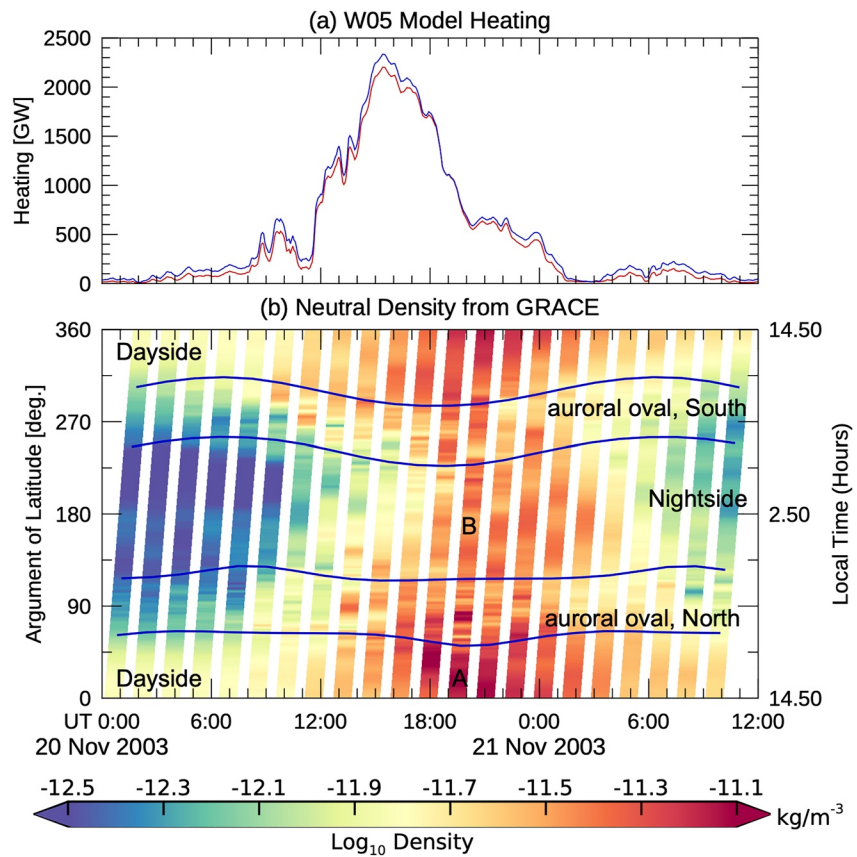 (a) W05 Model Heating
2500
2000
1500
1000
500
0
Heating [GW]
(b) Neutral Density from GRACE
360
270
180
90
0
Argument of Latitude [deg.]
Dayside
auroral oval, South
Nightside
B
auroral oval, North
A
Dayside
14.50
2.50
14.50
Local Time (Hours)
UT 0:00 6:00 12:00 18:00 0:00 6:00 12:00
20 Nov 2003 21 Nov 2003
-12.5 -12.3 -12.1 -11.9 -11.7 -11.5 -11.3 -11.1
kg/m⁻³
Log₁₀ Density